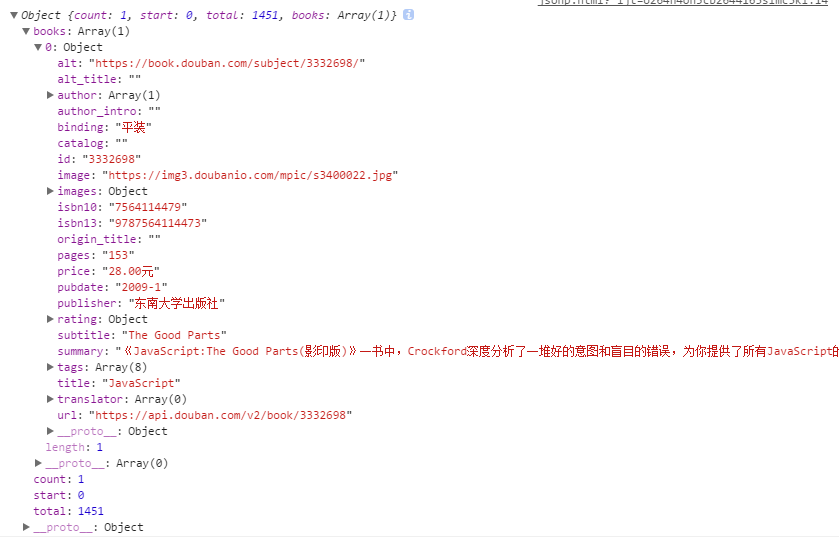 Object {count: 1, start: 0, total: 1451, books: Array(1)}
books: Array(1)
0: Object
alt: "https://book.douban.com/subject/3332698/"
alt_title: ""
author: Array(1)
author_intro: ""
binding: "平装"
catalog: ""
id: "3332698"
image: "https://img3.doubanio.com/mpic/s3400022.jpg"
images: Object
isbn10: "7564114479"
isbn13: "9787564114473"
origin_title: ""
pages: "153"
price: "28.00元"
pubdate: "2009-1"
publisher: "东南大学出版社"
rating: Object
subtitle: "The Good Parts"
summary: "《JavaScript:The Good Parts(影印版)》一书中，Crockford深度分析了一堆好的意图和盲目的错误，为你提供了所有JavaScript的
tags: Array(8)
title: "JavaScript"
translator: Array(0)
url: "https://api.douban.com/v2/book/3332698"
__proto__: Object
length: 1
__proto__: Array(0)
count: 1
start: 0
total: 1451
__proto__: Object